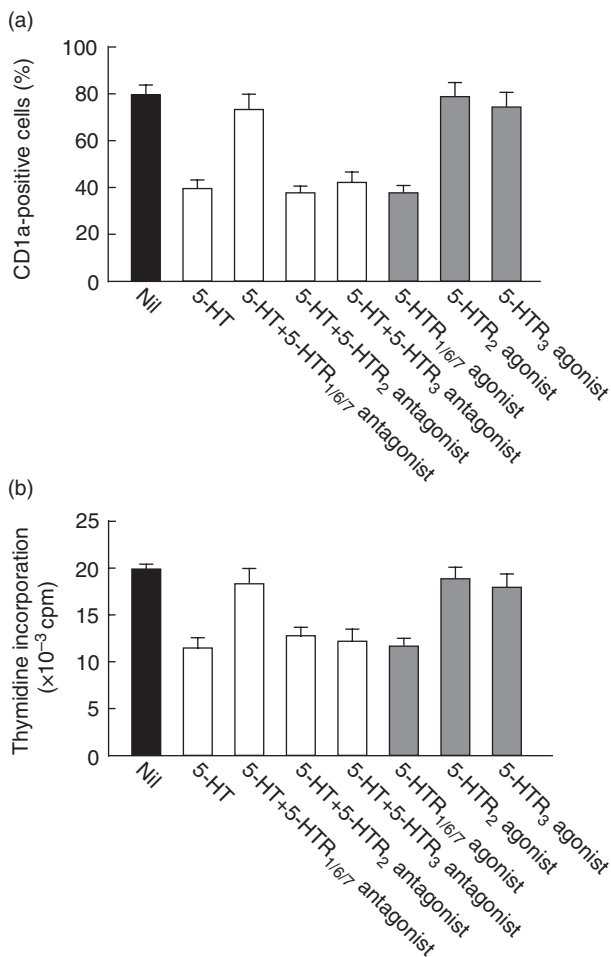 (a)
CD1a-positive cells (%)
100
80
60
40
20
0
Nil
5-HT
5-HT+5-HTR1/6/7 antagonist
5-HT+5-HTR2 antagonist
5-HT+5-HTR3 antagonist
5-HTR1/6/7 agonist
5-HTR2 agonist
5-HTR3 agonist
(b)
Thymidine incorporation
(×10−3 cpm)
25
20
15
10
5
0
Nil
5-HT
5-HT+5-HTR1/6/7 antagonist
5-HT+5-HTR2 antagonist
5-HT+5-HTR3 antagonist
5-HTR1/6/7 agonist
5-HTR2 agonist
5-HTR3 agonist